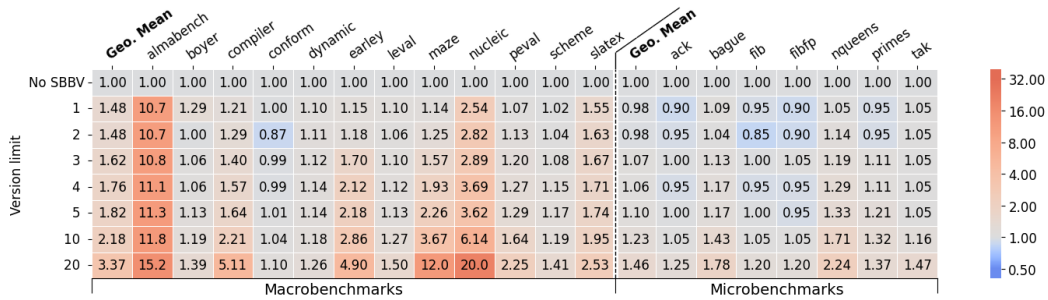 Geo. Mean almabench boyer compiler conform dynamic earley leval maze nucleic peval scheme slatex Geo. Mean ack bague fib fibfp nqueens primes tak
No SBBV 1.00 1.00 1.00 1.00 1.00 1.00 1.00 1.00 1.00 1.00 1.00 1.00 1.00 1.00 1.00 1.00 1.00 1.00 1.00 1.00 1.00
1 1.48 10.7 1.29 1.21 1.00 1.10 1.15 1.10 1.14 2.54 1.07 1.02 1.55 0.98 0.90 1.09 0.95 0.90 1.05 0.95 1.05
2 1.48 10.7 1.00 1.29 0.87 1.11 1.18 1.06 1.25 2.82 1.13 1.04 1.63 0.98 0.95 1.04 0.85 0.90 1.14 0.95 1.05
3 1.62 10.8 1.06 1.40 0.99 1.12 1.70 1.10 1.57 2.89 1.20 1.08 1.67 1.07 1.00 1.13 1.00 1.05 1.19 1.11 1.05
4 1.76 11.1 1.06 1.57 0.99 1.14 2.12 1.12 1.93 3.69 1.27 1.15 1.71 1.06 0.95 1.17 0.95 0.95 1.29 1.11 1.05
5 1.82 11.3 1.13 1.64 1.01 1.14 2.18 1.13 2.26 3.62 1.29 1.17 1.74 1.10 1.00 1.17 1.00 0.95 1.33 1.21 1.05
10 2.18 11.8 1.19 2.21 1.04 1.18 2.86 1.27 3.67 6.14 1.64 1.19 1.95 1.23 1.05 1.43 1.05 1.05 1.71 1.32 1.16
20 3.37 15.2 1.39 5.11 1.10 1.26 4.90 1.50 12.0 20.0 2.25 1.41 2.53 1.46 1.25 1.78 1.20 1.20 2.24 1.37 1.47
Version limit
Macrobenchmarks Microbenchmarks
32.00
16.00
8.00
4.00
2.00
1.00
0.50